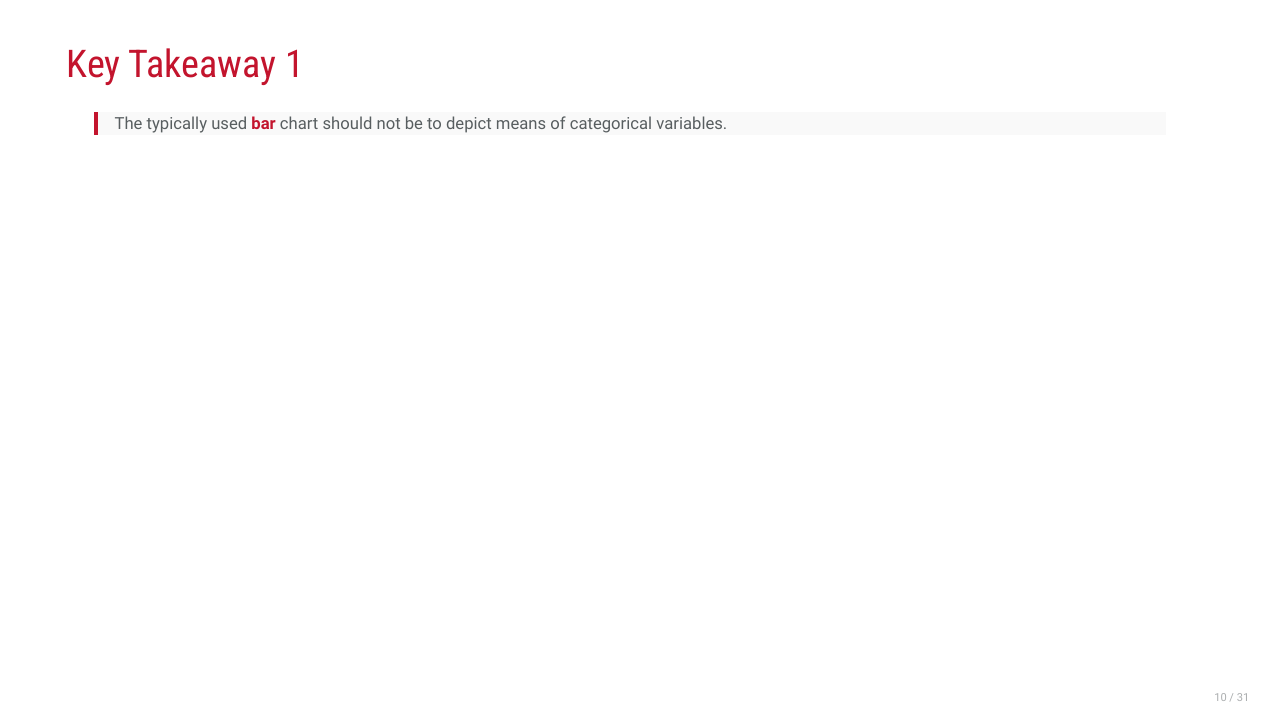 Key Takeaway 1
The typically used bar chart should not be to depict means of categorical variables.
10 / 31